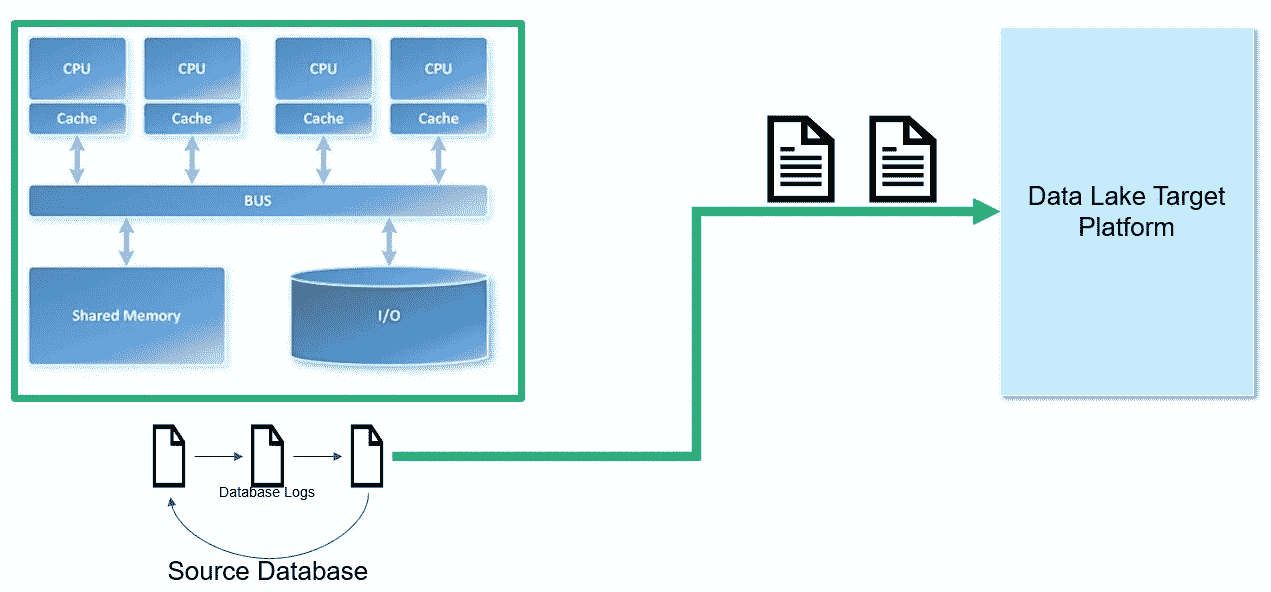 CPU
CPU
CPU
CPU
Cache
Cache
Cache
Cache
BUS
Shared Memory
I/O
Data Lake Target
Platform
Database Logs
Source Database